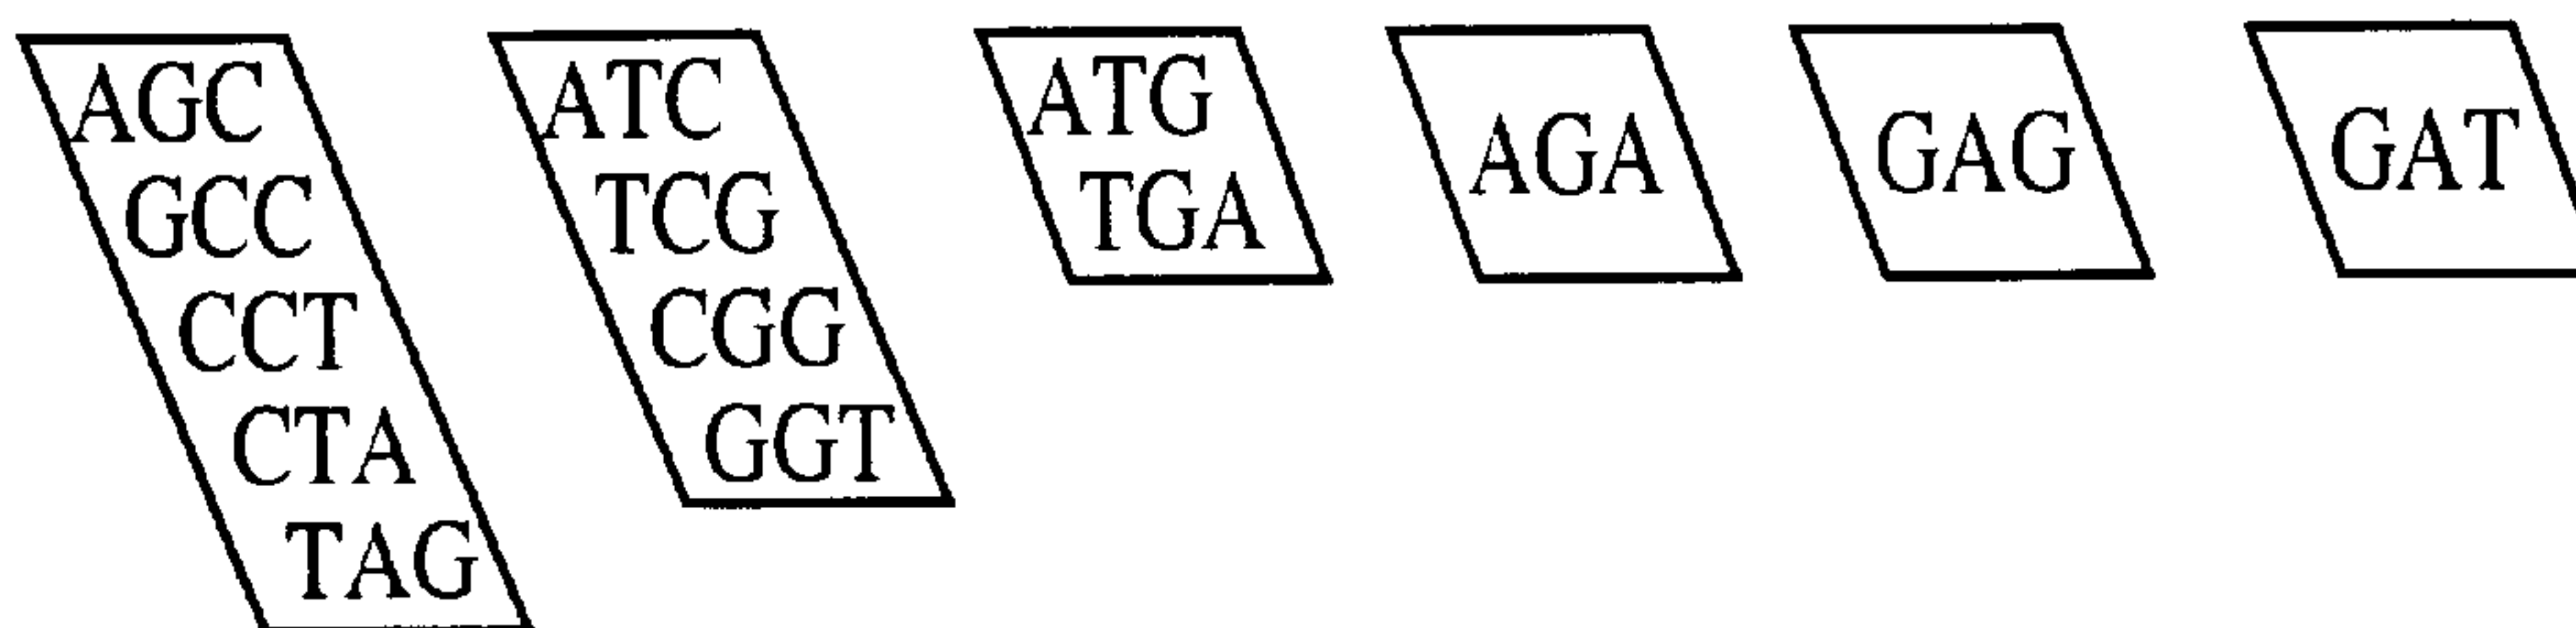 AGC
GCC
CCT
CTA
TAG
ATC
TCG
CGG
GGT
ATG
TGA
AGA
GAG
GAT